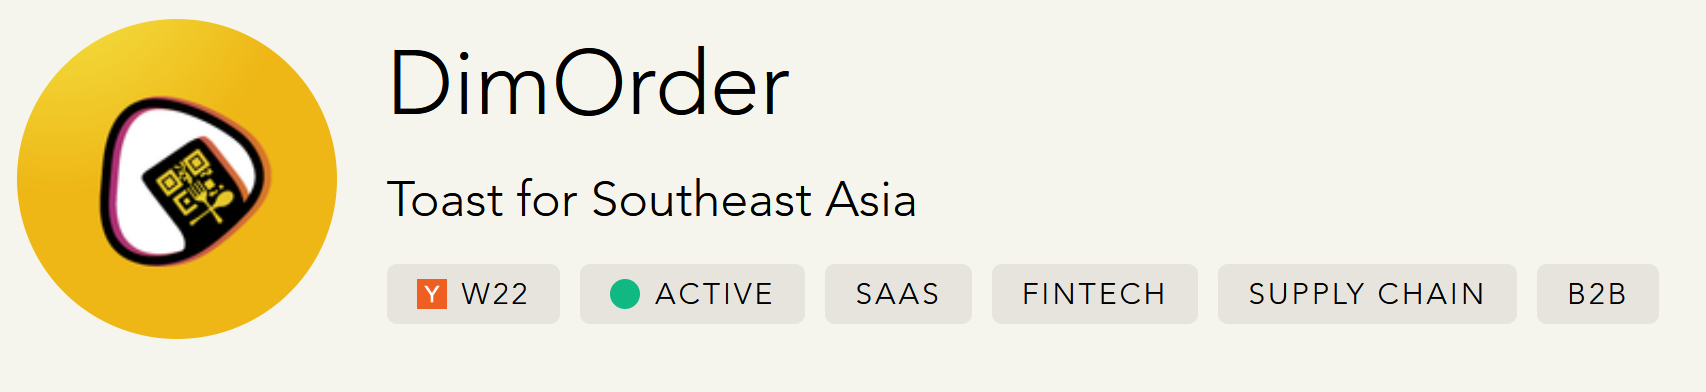 DimOrder
Toast for Southeast Asia
Y W22 ACTIVE SAAS FINTECH SUPPLY CHAIN B2B